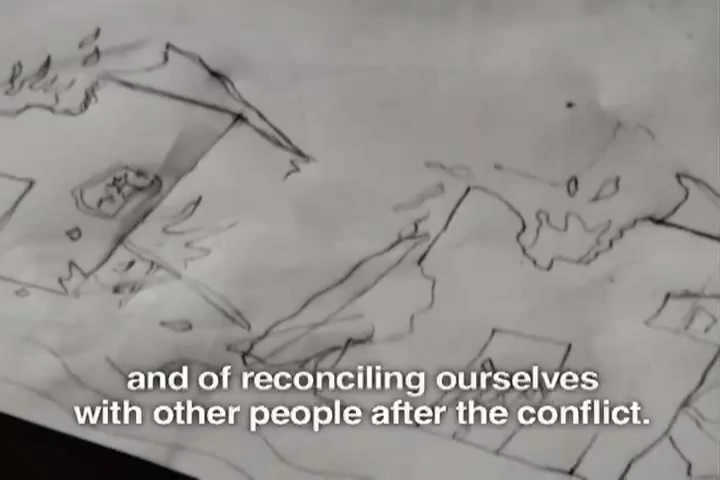 and of reconciling ourselves
with other people after the conflict.